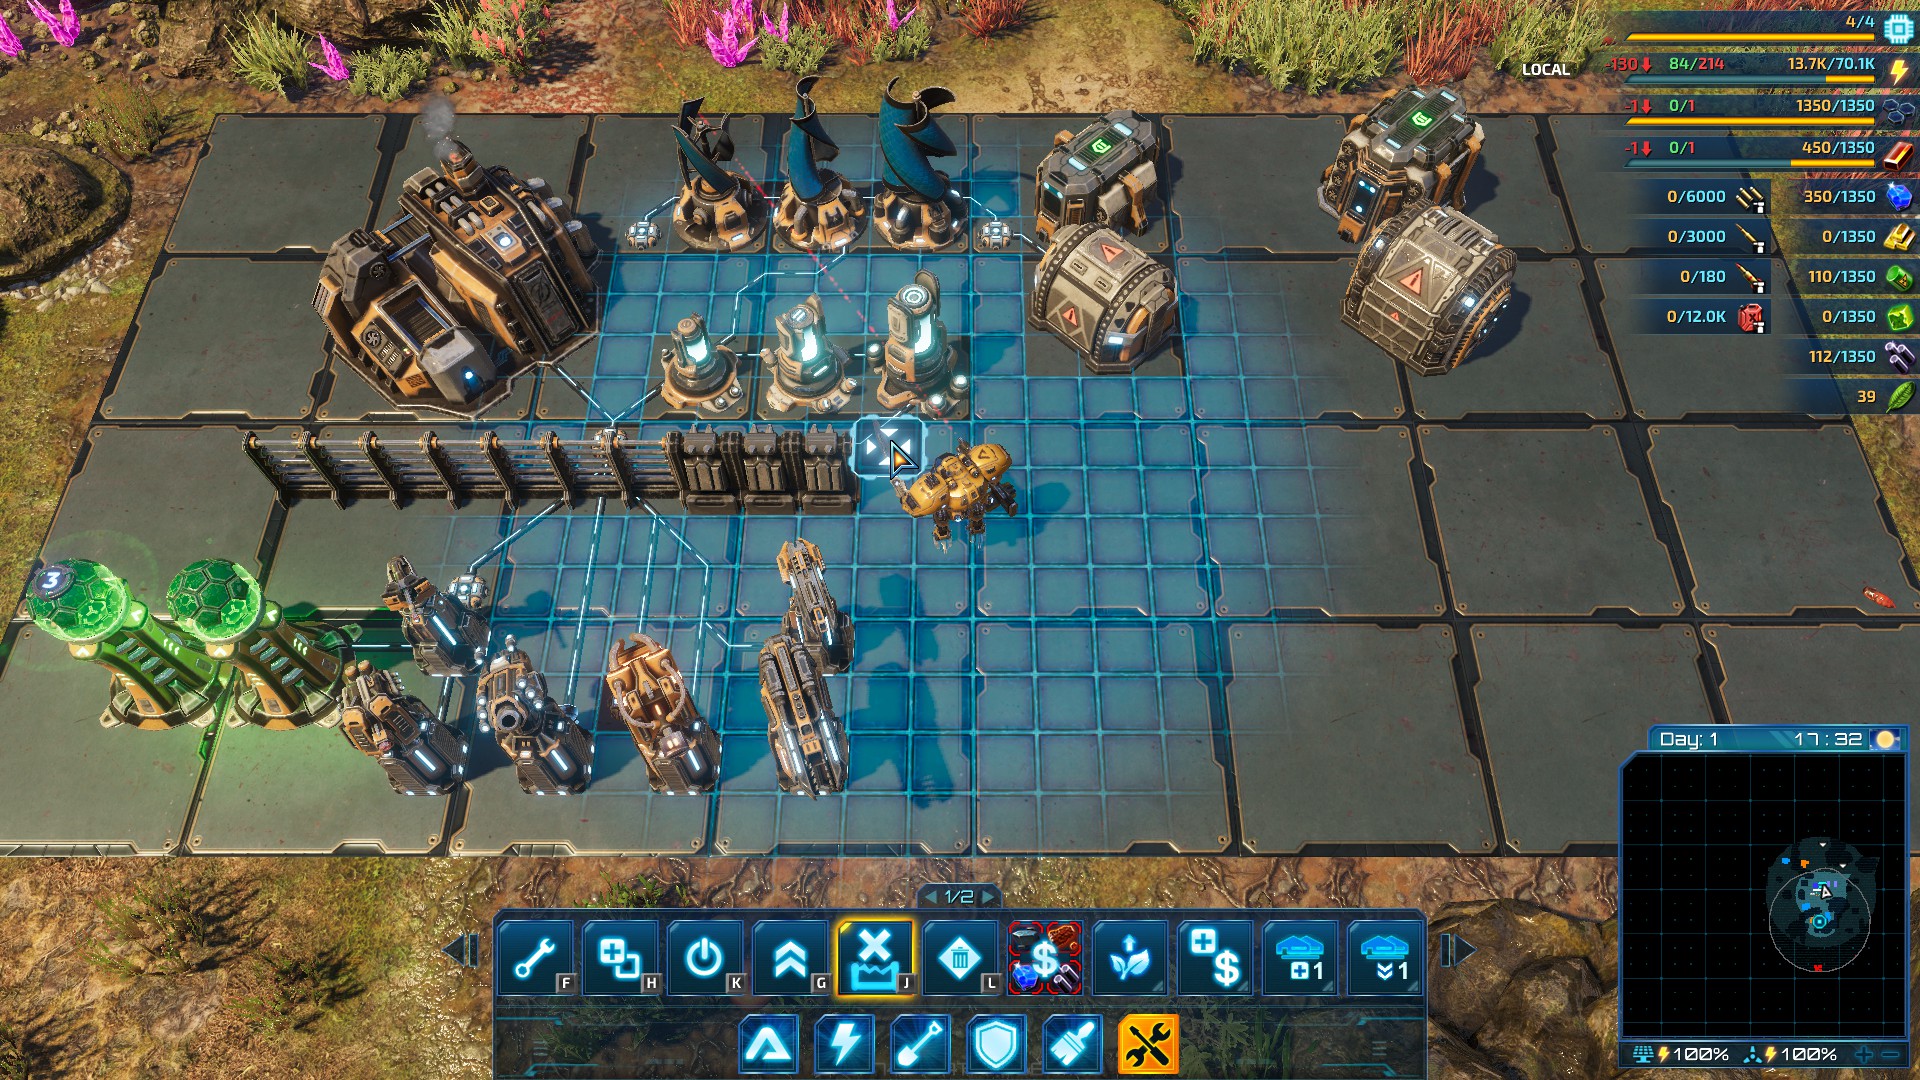 4/4
LOCAL
-130 84/214 13.7K/70.1K
-1 0/1 1350/1350
-1 0/1 450/1350
0/6000 350/1350
0/3000 0/1350
0/180 110/1350
0/12.0K 0/1350
112/1350
39
3
Day: 1 17:32
1/2
F
H
K
G
J
L
$
$
1
1
100% 100%